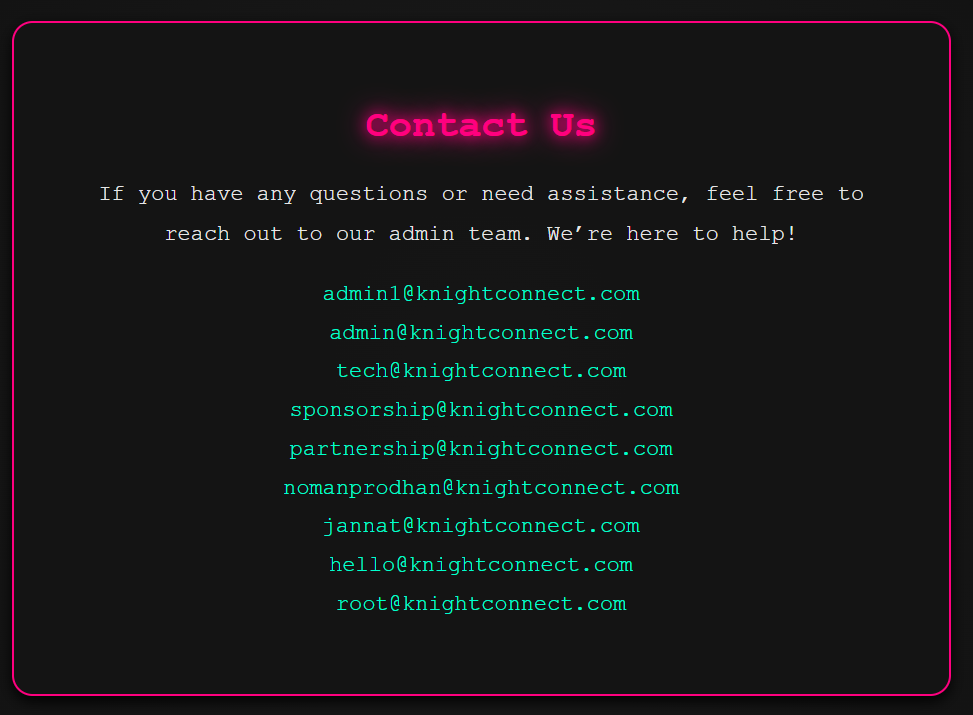 Contact Us
If you have any questions or need assistance, feel free to
reach out to our admin team. We’re here to help!
admin1@knightconnect.com
admin@knightconnect.com
tech@knightconnect.com
sponsorship@knightconnect.com
partnership@knightconnect.com
nomanprodhan@knightconnect.com
jannat@knightconnect.com
hello@knightconnect.com
root@knightconnect.com